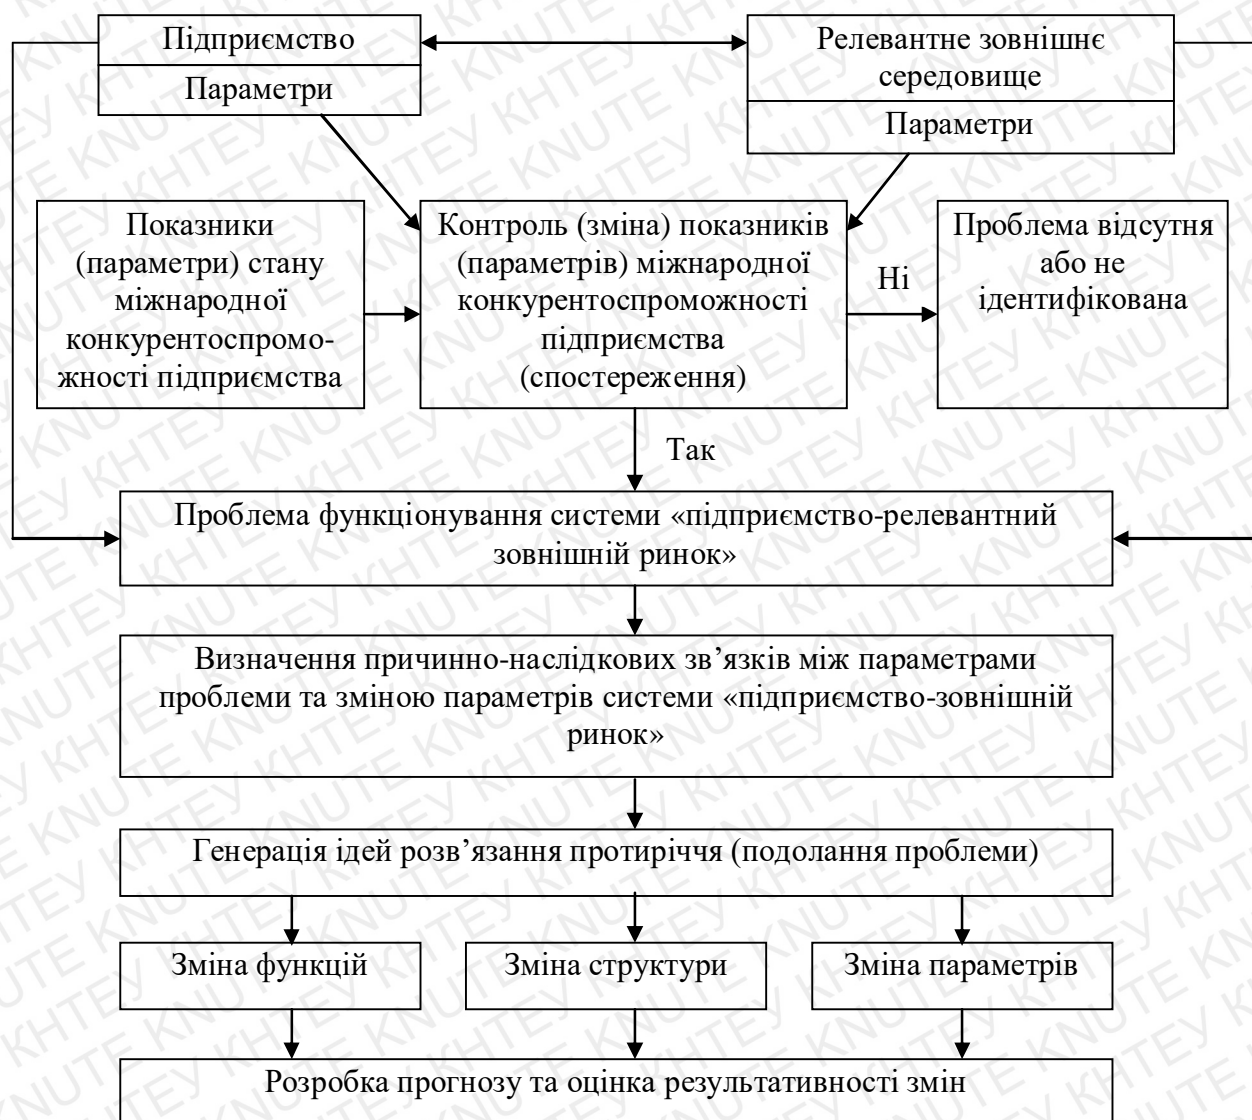 Підприємство
Параметри
Релевантне зовнішнє
середовище
Параметри
Показники
(параметри) стану
міжнародної
конкурентоспромо-
жності підприємства
Контроль (зміна) показників
(параметрів) міжнародної
конкурентоспроможності
підприємства
(спостереження)
Ні
Проблема відсутня
або не
ідентифікована
Так
Проблема функціонування системи «підприємство-релевантний
зовнішній ринок»
Визначення причинно-наслідкових зв’язків між параметрами
проблеми та зміною параметрів системи «підприємство-зовнішній
ринок»
Генерація ідей розв’язання протиріччя (подолання проблеми)
Зміна функцій
Зміна структури
Зміна параметрів
Розробка прогнозу та оцінка результативності змін